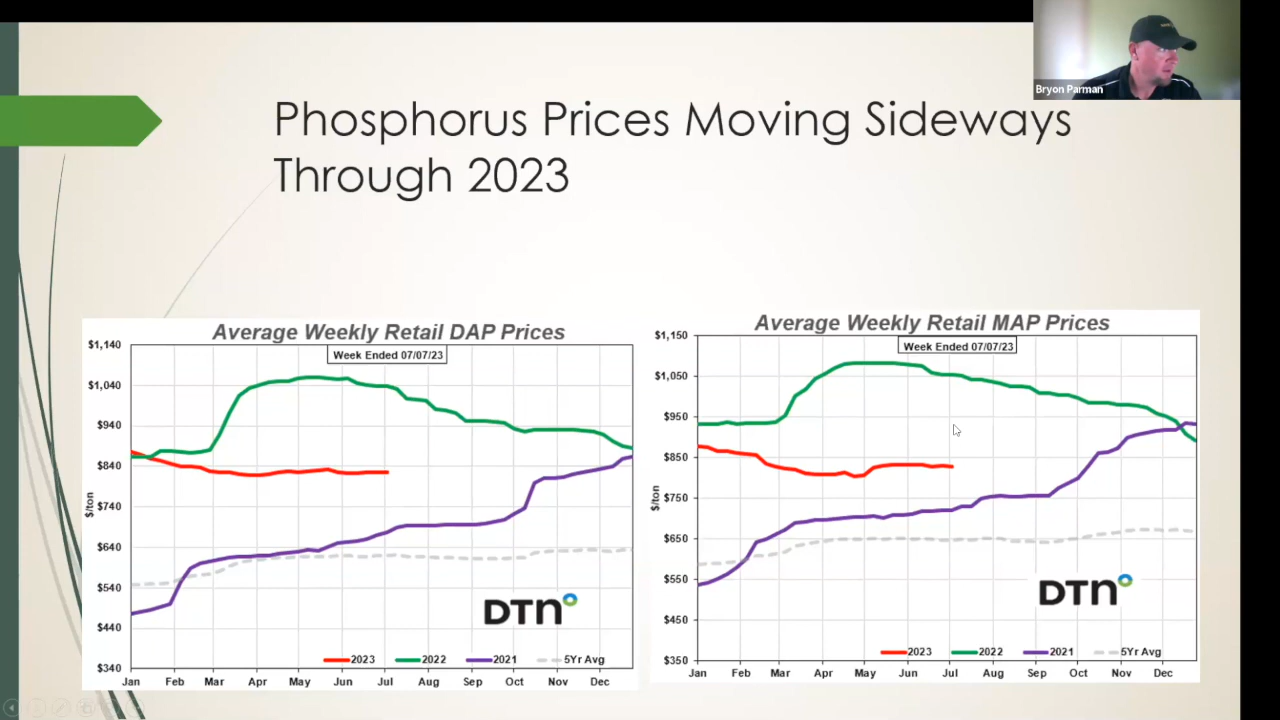 Bryon Parman
Phosphorus Prices Moving Sideways
Through 2023
Average Weekly Retail DAP Prices
Week Ended 07/07/23
$1,140
$1,040
$940
$840
$740
$640
$540
$440
$340
$/ton
DTN
2023 2022 2021 5Yr Avg
Jan Feb Mar Apr May Jun Jul Aug Sep Oct Nov Dec
Average Weekly Retail MAP Prices
Week Ended 07/07/23
$1,150
$1,050
$950
$850
$750
$650
$550
$450
$350
$/ton
DTN
2023 2022 2021 5Yr Avg
Jan Feb Mar Apr May Jun Jul Aug Sep Oct Nov Dec